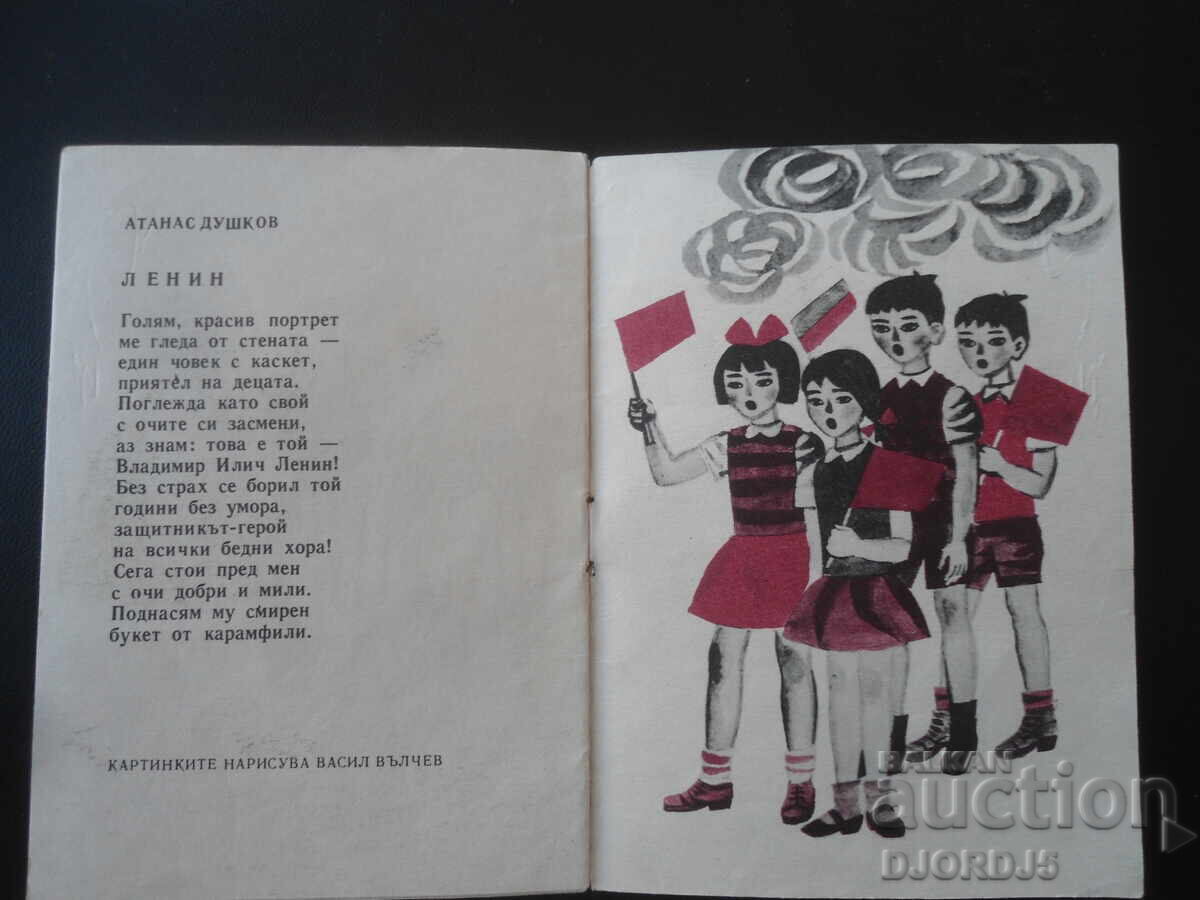 АТАНАС ДУШКОВ
ЛЕНИН
Голям, красив портрет
ме гледа от стената —
един човек с каскет,
приятел на децата.
Поглежда като свой
с очите си засмени,
аз знам: това е той —
Владимир Илич Ленин!
Без страх се борил той
години без умора,
защитникът-герой
на всички бедни хора!
Сега стои пред мен
с очи добри и мили.
Поднасям му смирен
букет от карамфили.
КАРТИНКИТЕ НАРИСУВА ВАСИЛ ВЪЛЧЕВ
BALKAN
auction
DJORDJ5